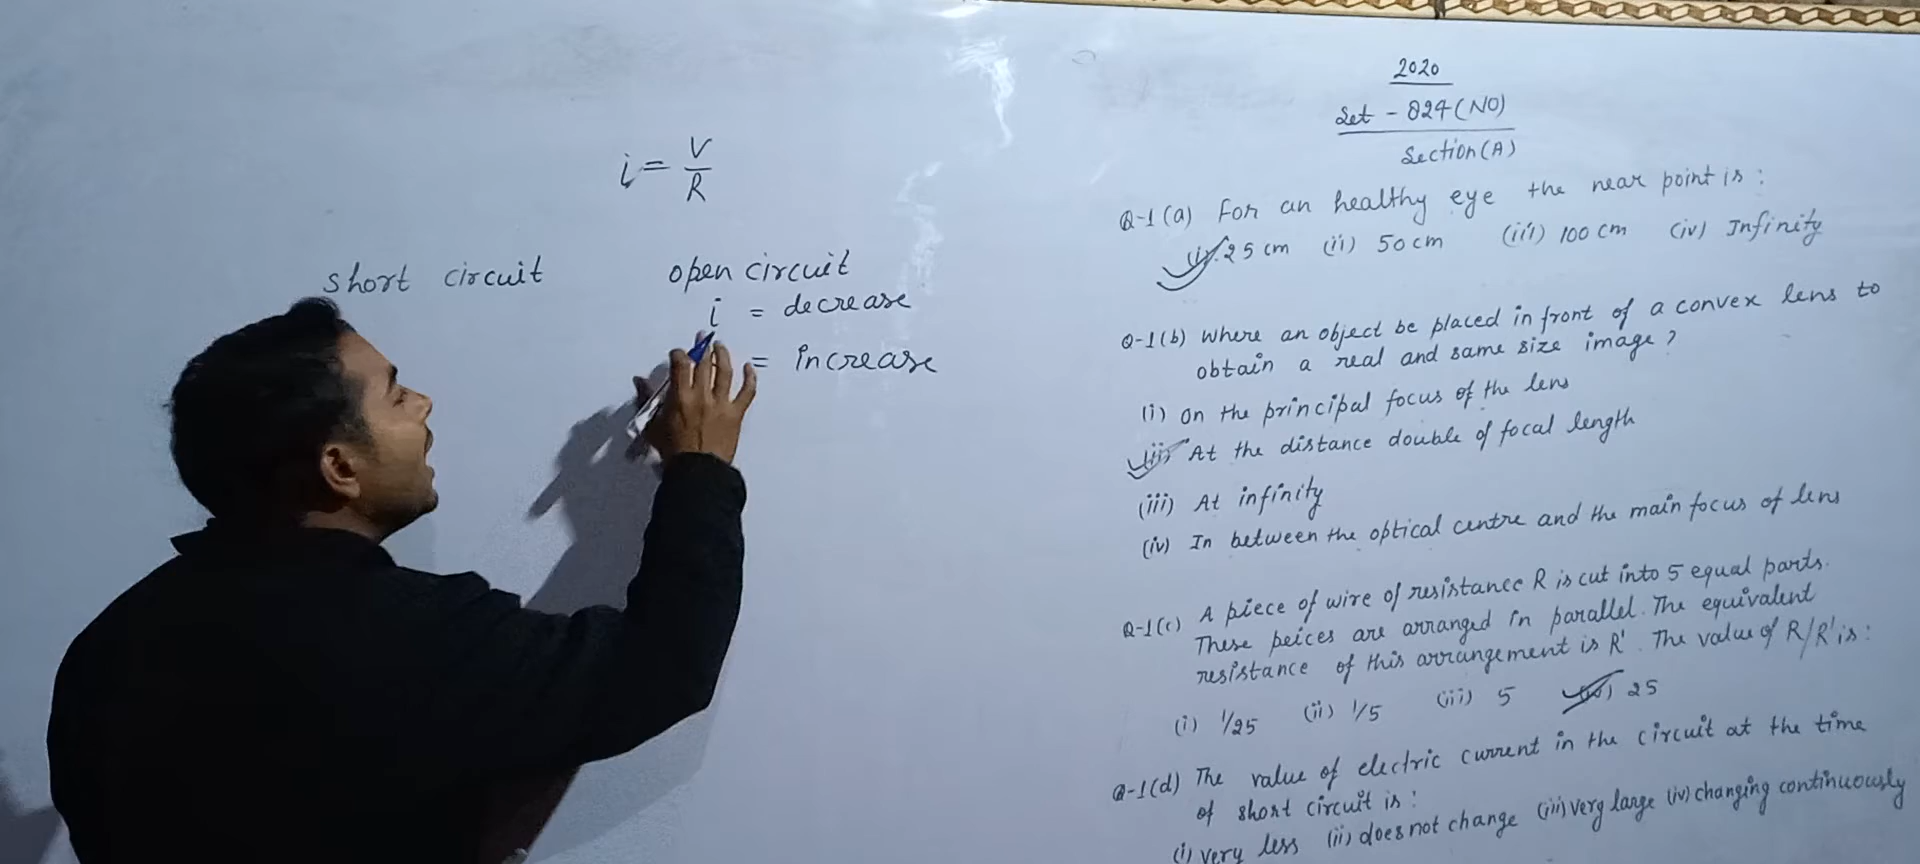 i = V/R
short circuit
open circuit
i = decrease
= increase
2020
Set - 824 (NO)
Section (A)
Q-1(a) For an healthy eye the near point is :
(i) 25 cm (ii) 50 cm (iii) 100 cm (iv) Infinity
Q-1(b) Where an object be placed in front of a convex lens to
obtain a real and same size image ?
(i) On the principal focus of the lens
(ii) At the distance double of focal length
(iii) At infinity
(iv) In between the optical centre and the main focus of lens
Q-1(c) A piece of wire of resistance R is cut into 5 equal parts.
These peices are arranged in parallel. The equivalent
resistance of this arrangement is R'. The value of R/R' is :
(i) 1/25 (ii) 1/5 (iii) 5 (iv) 25
Q-1(d) The value of electric current in the circuit at the time
of short circuit is :
(i) very less (ii) does not change (iii) very large (iv) changing continuously